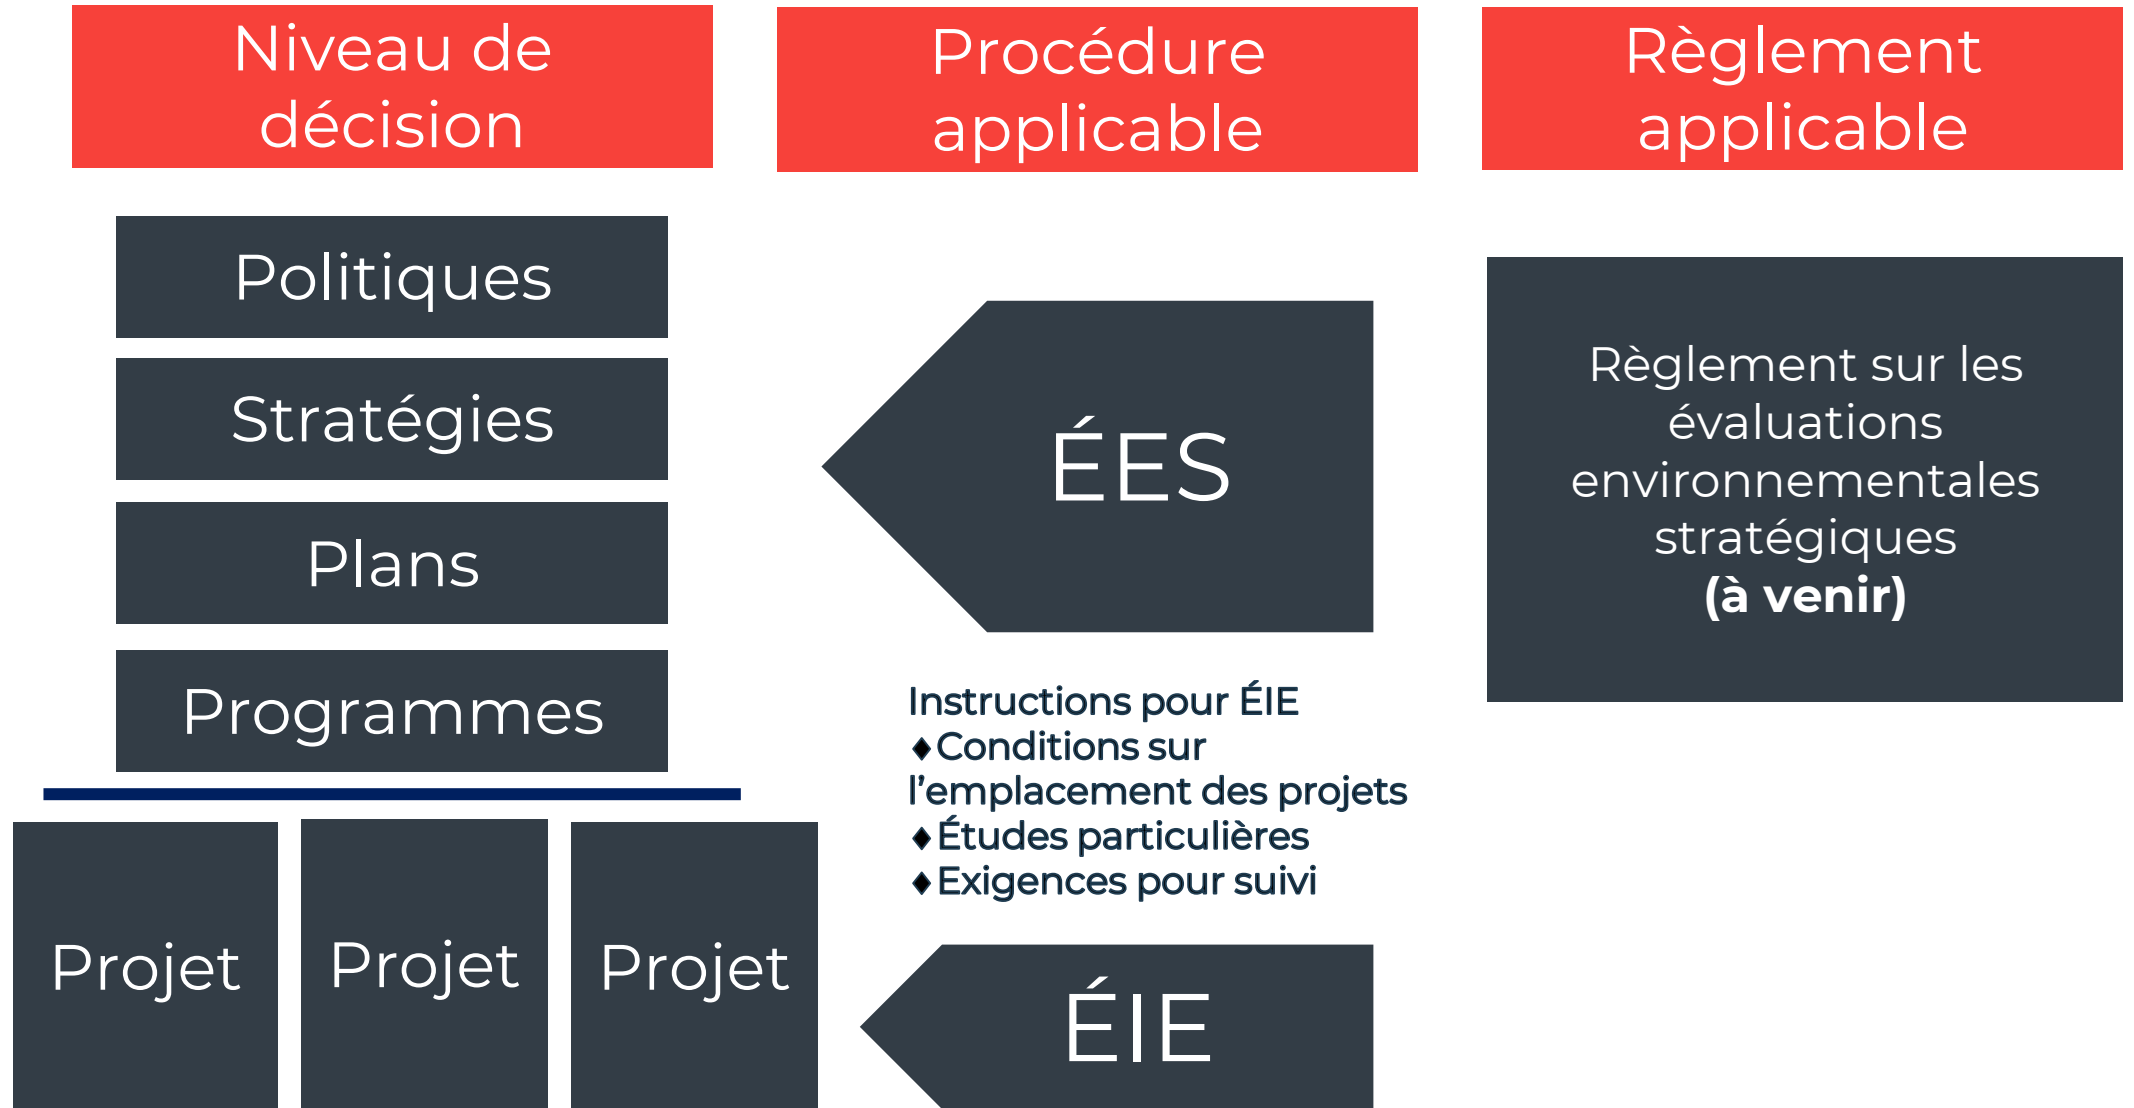 Niveau de
décision
Procédure
applicable
Règlement
applicable
Politiques
Stratégies
Plans
Programmes
Projet
Projet
Projet
ÉES
Instructions pour ÉIE
♦Conditions sur
l’emplacement des projets
♦Études particulières
♦Exigences pour suivi
ÉIE
Règlement sur les
évaluations
environnementales
stratégiques
(à venir)